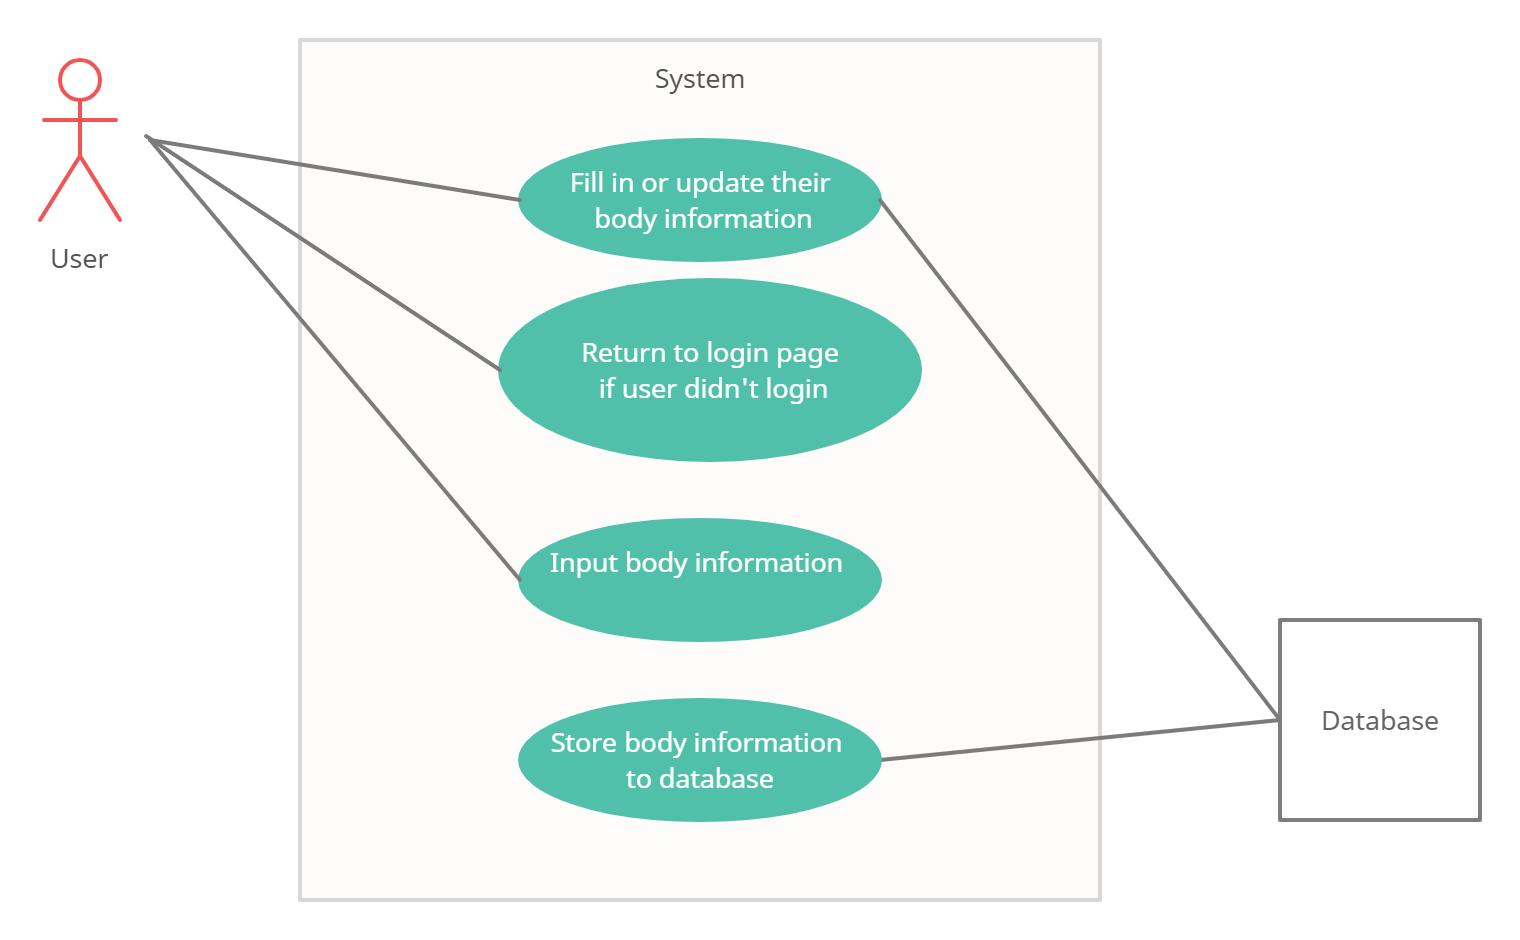 System
User
Fill in or update their
body information
Return to login page
if user didn't login
Input body information
Store body information
to database
Database